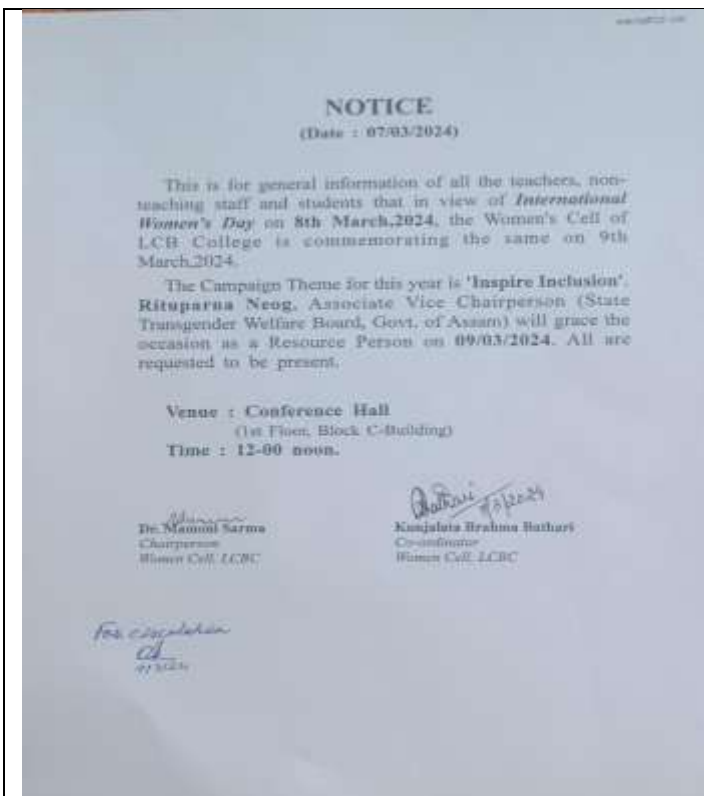 NOTICE
(Date : 07/03/2024)
This is for general information of all the teachers, non-
teaching staff and students that in view of International
Women's Day on 8th March,2024, the Women's Cell of
LCB College is commemorating the same on 9th
March,2024.
The Campaign Theme for this year is 'Inspire Inclusion'.
Rituparna Neog, Associate Vice Chairperson (State
Transgender Welfare Board, Govt. of Assam) will grace the
occasion as a Resource Person on 09/03/2024. All are
requested to be present.
Venue : Conference Hall
(1st Floor, Block C-Building)
Time : 12-00 noon.
Dr. Mamoni Sarma
Chairperson
Women Cell, LCBC
Kunjalata Brahma Bathari
Co-ordinator
Women Cell, LCBC
For circulation